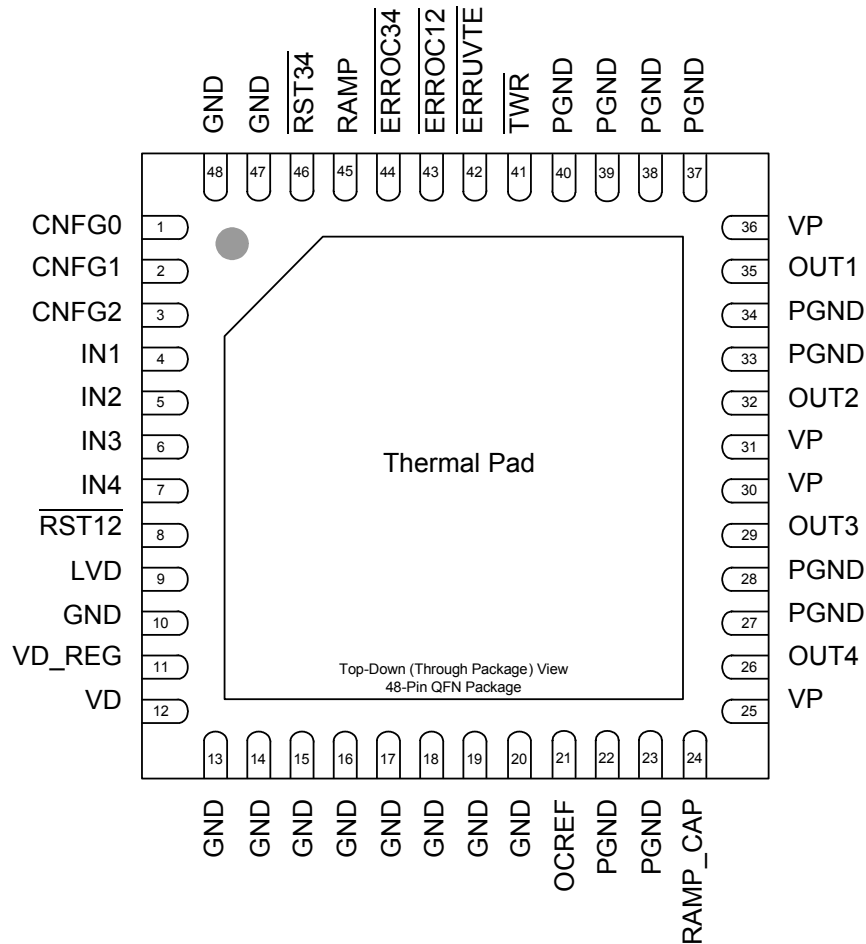 GND
GND
RST34
RAMP
ERROC34
ERROC12
ERRUVTE
TWR
PGND
PGND
PGND
PGND
48
47
46
45
44
43
42
41
40
39
38
37
CNFG0
1
CNFG1
2
CNFG2
3
IN1
4
IN2
5
IN3
6
IN4
7
RST12
8
LVD
9
GND
10
VD_REG
11
VD
12
36
VP
35
OUT1
34
PGND
33
PGND
32
OUT2
31
VP
30
VP
29
OUT3
28
PGND
27
PGND
26
OUT4
25
VP
Thermal Pad
Top-Down (Through Package) View
48-Pin QFN Package
13
14
15
16
17
18
19
20
21
22
23
24
GND
GND
GND
GND
GND
GND
GND
GND
OCREF
PGND
PGND
RAMP_CAP